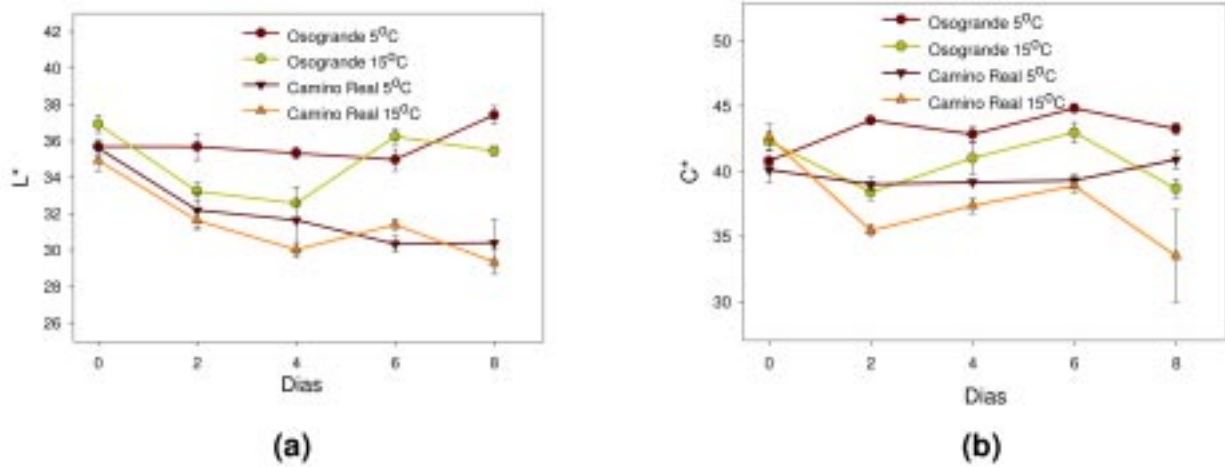 42
40
38
36
34
32
30
28
26
L*
0 2 4 6 8
Dias
Osogrande 5ºC
Osogrande 15ºC
Camino Real 5ºC
Camino Real 15ºC
(a)
50
45
40
35
30
C*
0 2 4 6 8
Dias
Osogrande 5ºC
Osogrande 15ºC
Camino Real 5ºC
Camino Real 15ºC
(b)